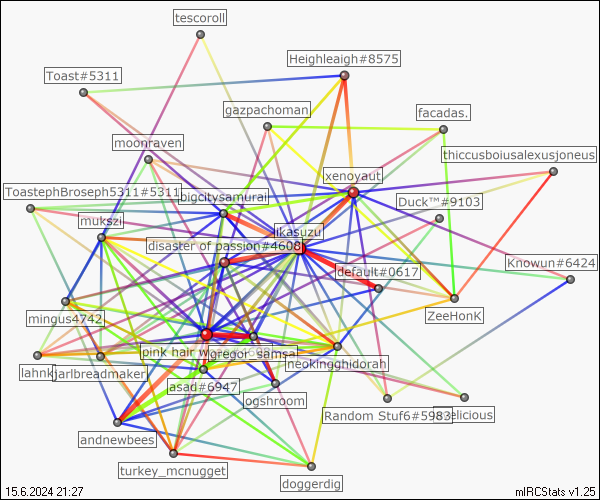 tescoroll
Heighleaigh#8575
Toast#5311
gazpachoman
facadas.
moonraven
thiccusboiusalexusjoneus
xenoyaut
ToastephBroseph5311#5311
bigcitysamurai
Duck™#9103
mukszi
likasuzu
disaster of passion#4608
default#0617
Knowun#6424
mingus4742
ZeeHonK
pink hair w
gregor_samsa
neokingghidorah
lahnk
jarlbreadmaker
asad#6947
ogshroom
Random Stuf6#5983
elicious
andnewbees
turkey_mcnugget
doggerdig
15.6.2024 21:27
mIRCStats v1.25